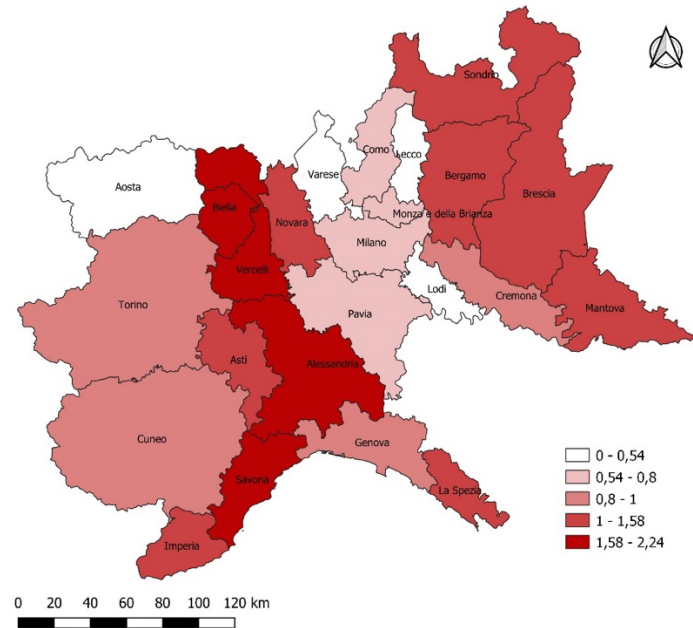 Sondrio
Como
Lecco
Varese
Bergamo
Aosta
Brescia
Biella
Novara
Monza e della Brianza
Milano
Vercelli
Lodi
Cremona
Mantova
Torino
Pavia
Asti
Alessandria
Cuneo
Genova
Savona
La Spezia
Imperia
0 - 0,54
0,54 - 0,8
0,8 - 1
1 - 1,58
1,58 - 2,24
0 20 40 60 80 100 120 km